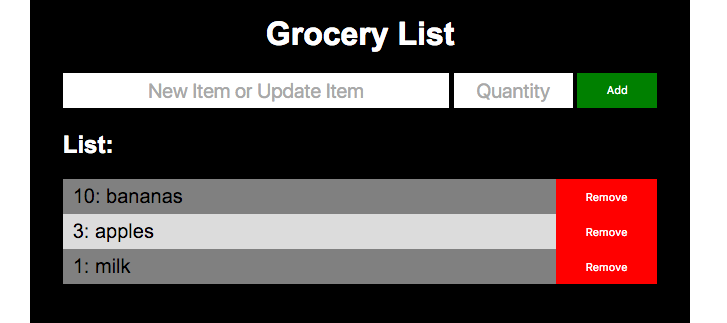 Grocery List
New Item or Update Item Quantity Add
List:
10: bananas Remove
3: apples Remove
1: milk Remove